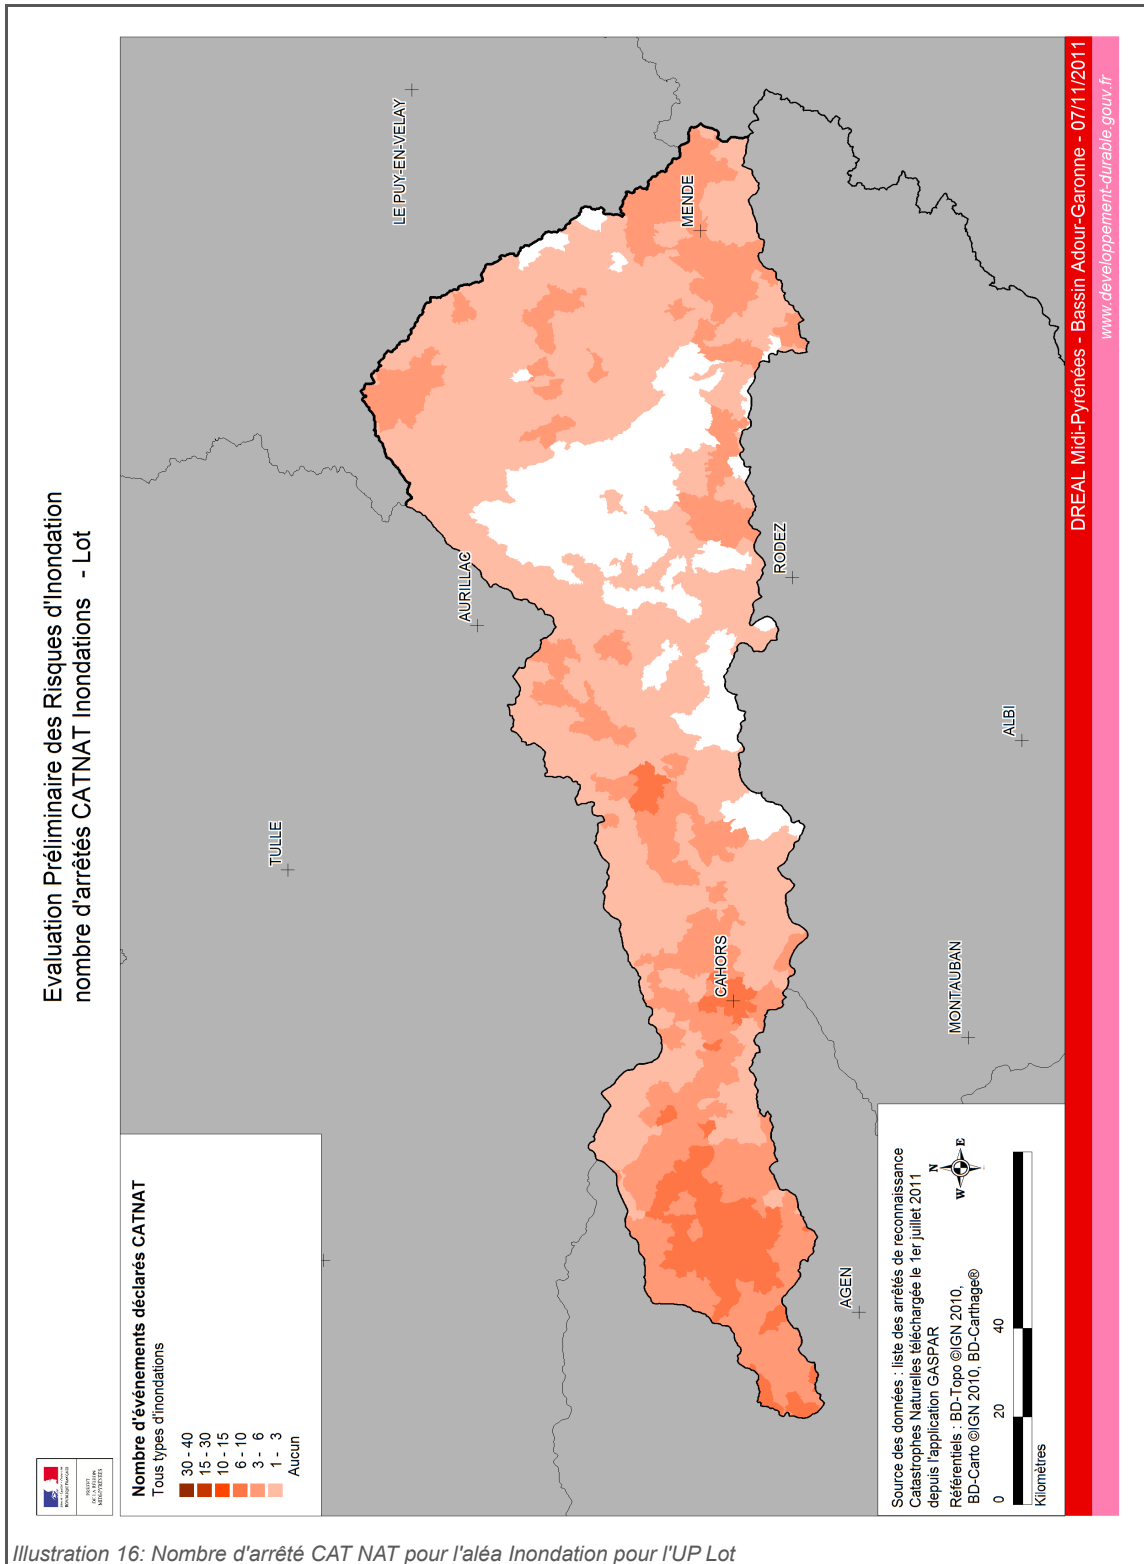 Evaluation Préliminaire des Risques d'Inondation
nombre d'arrêtés CATNAT Inondations - Lot
Nombre d'événements déclarés CATNAT
Tous types d'inondations
30 - 40
15 - 30
10 - 15
6 - 10
3 - 6
1 - 3
Aucun
LE PUY-EN-VELAY
MENDE
AURILLAC
RODEZ
TULLE
ALBI
CAHORS
MONTAUBAN
AGEN
Source des données : liste des arrêtés de reconnaissance
Catastrophes Naturelles téléchargée le 1er juillet 2011
depuis l'application GASPAR
Référentiels : BD-Topo ©IGN 2010,
BD-Carto ©IGN 2010, BD-Carthage®
N
W E
0 20 40
Kilomètres
DREAL Midi-Pyrénées - Bassin Adour-Garonne - 07/11/2011
www.developpement-durable.gouv.fr
Illustration 16: Nombre d'arrêté CAT NAT pour l'aléa Inondation pour l'UP Lot